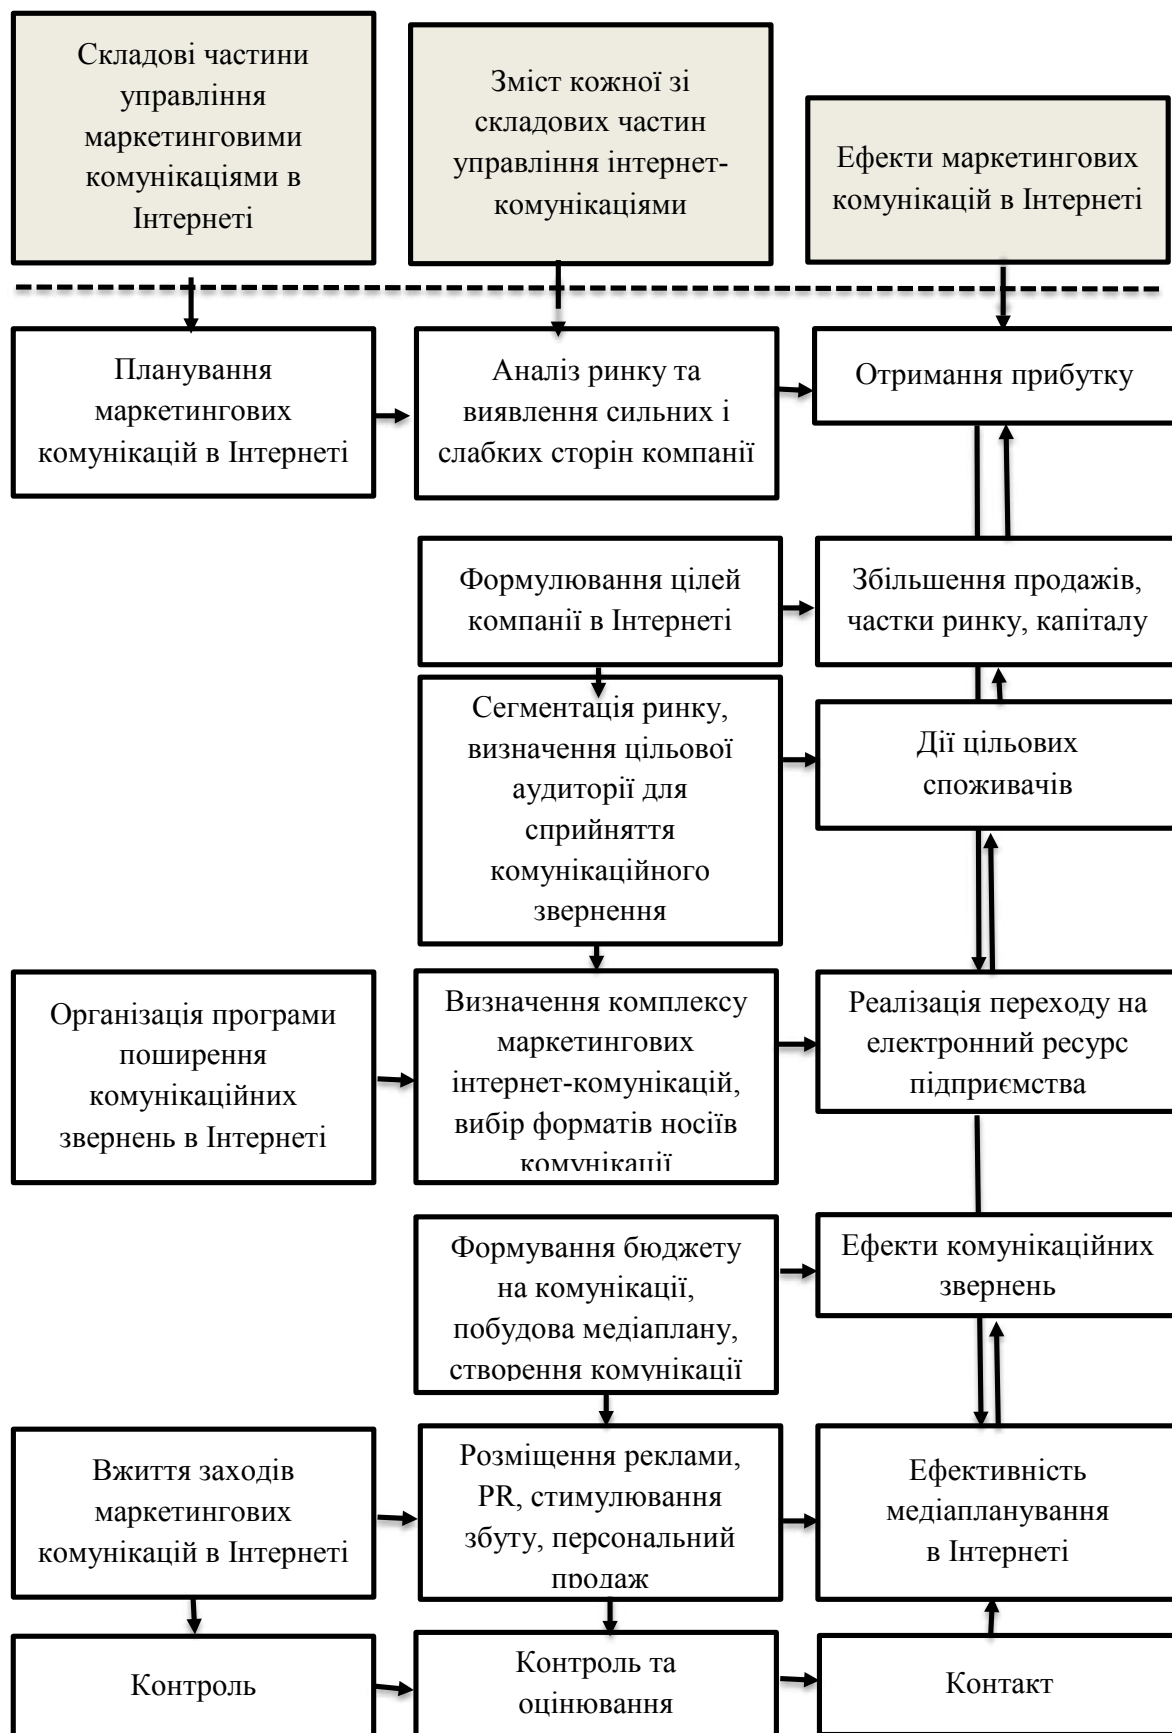 Складові частини
управління
маркетинговими
комунікаціями в
Інтернеті
Зміст кожної зі
складових частин
управління інтернет-
комунікаціями
Ефекти маркетингових
комунікацій в Інтернеті
Планування
маркетингових
комунікацій в Інтернеті
Аналіз ринку та
виявлення сильних і
слабких сторін компанії
Отримання прибутку
Формулювання цілей
компанії в Інтернеті
Збільшення продажів,
частки ринку, капіталу
Сегментація ринку,
визначення цільової
аудиторії для
сприйняття
комунікаційного
звернення
Дії цільових
споживачів
Організація програми
поширення
комунікаційних
звернень в Інтернеті
Визначення комплексу
маркетингових
інтернет-комунікацій,
вибір форматів носіїв
комунікації
Реалізація переходу на
електронний ресурс
підприємства
Формування бюджету
на комунікації,
побудова медіаплану,
створення комунікації
Ефекти комунікаційних
звернень
Вжиття заходів
маркетингових
комунікацій в Інтернеті
Розміщення реклами,
PR, стимулювання
збуту, персональний
продаж
Ефективність
медіапланування
в Інтернеті
Контроль
Контроль та
оцінювання
Контакт